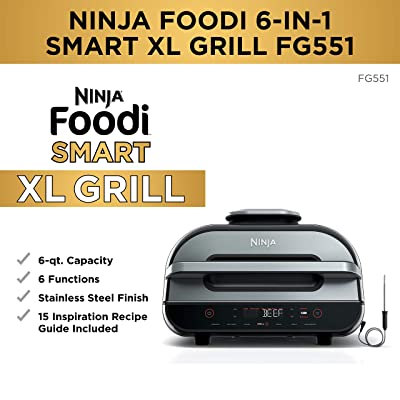 NINJA FOODI 6-IN-1
SMART XL GRILL FG551
FG551
NINJA
Foodi
SMART
XL GRILL
6-qt. Capacity
6 Functions
Stainless Steel Finish
15 Inspiration Recipe
Guide Included
NINJA
BEEF